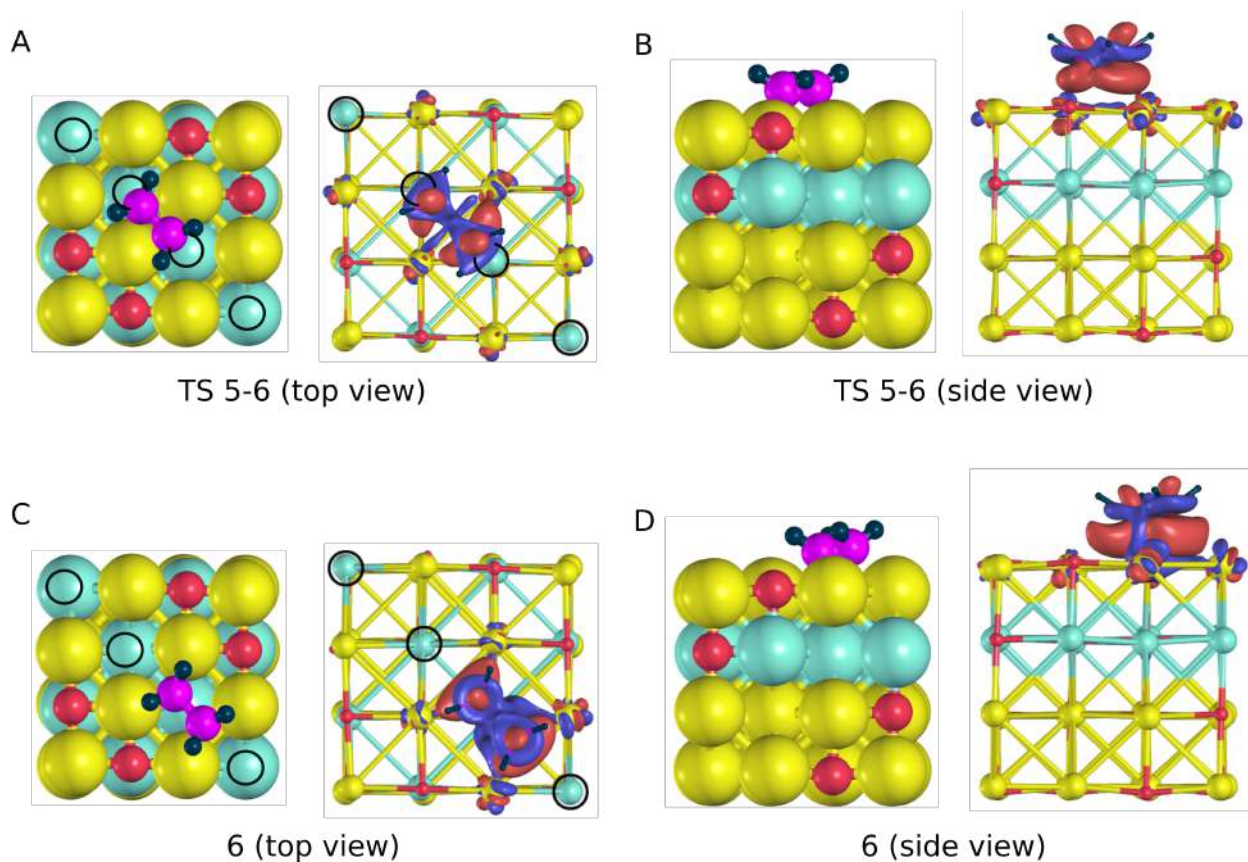 A
B
TS 5-6 (top view)
TS 5-6 (side view)
C
D
6 (top view)
6 (side view)